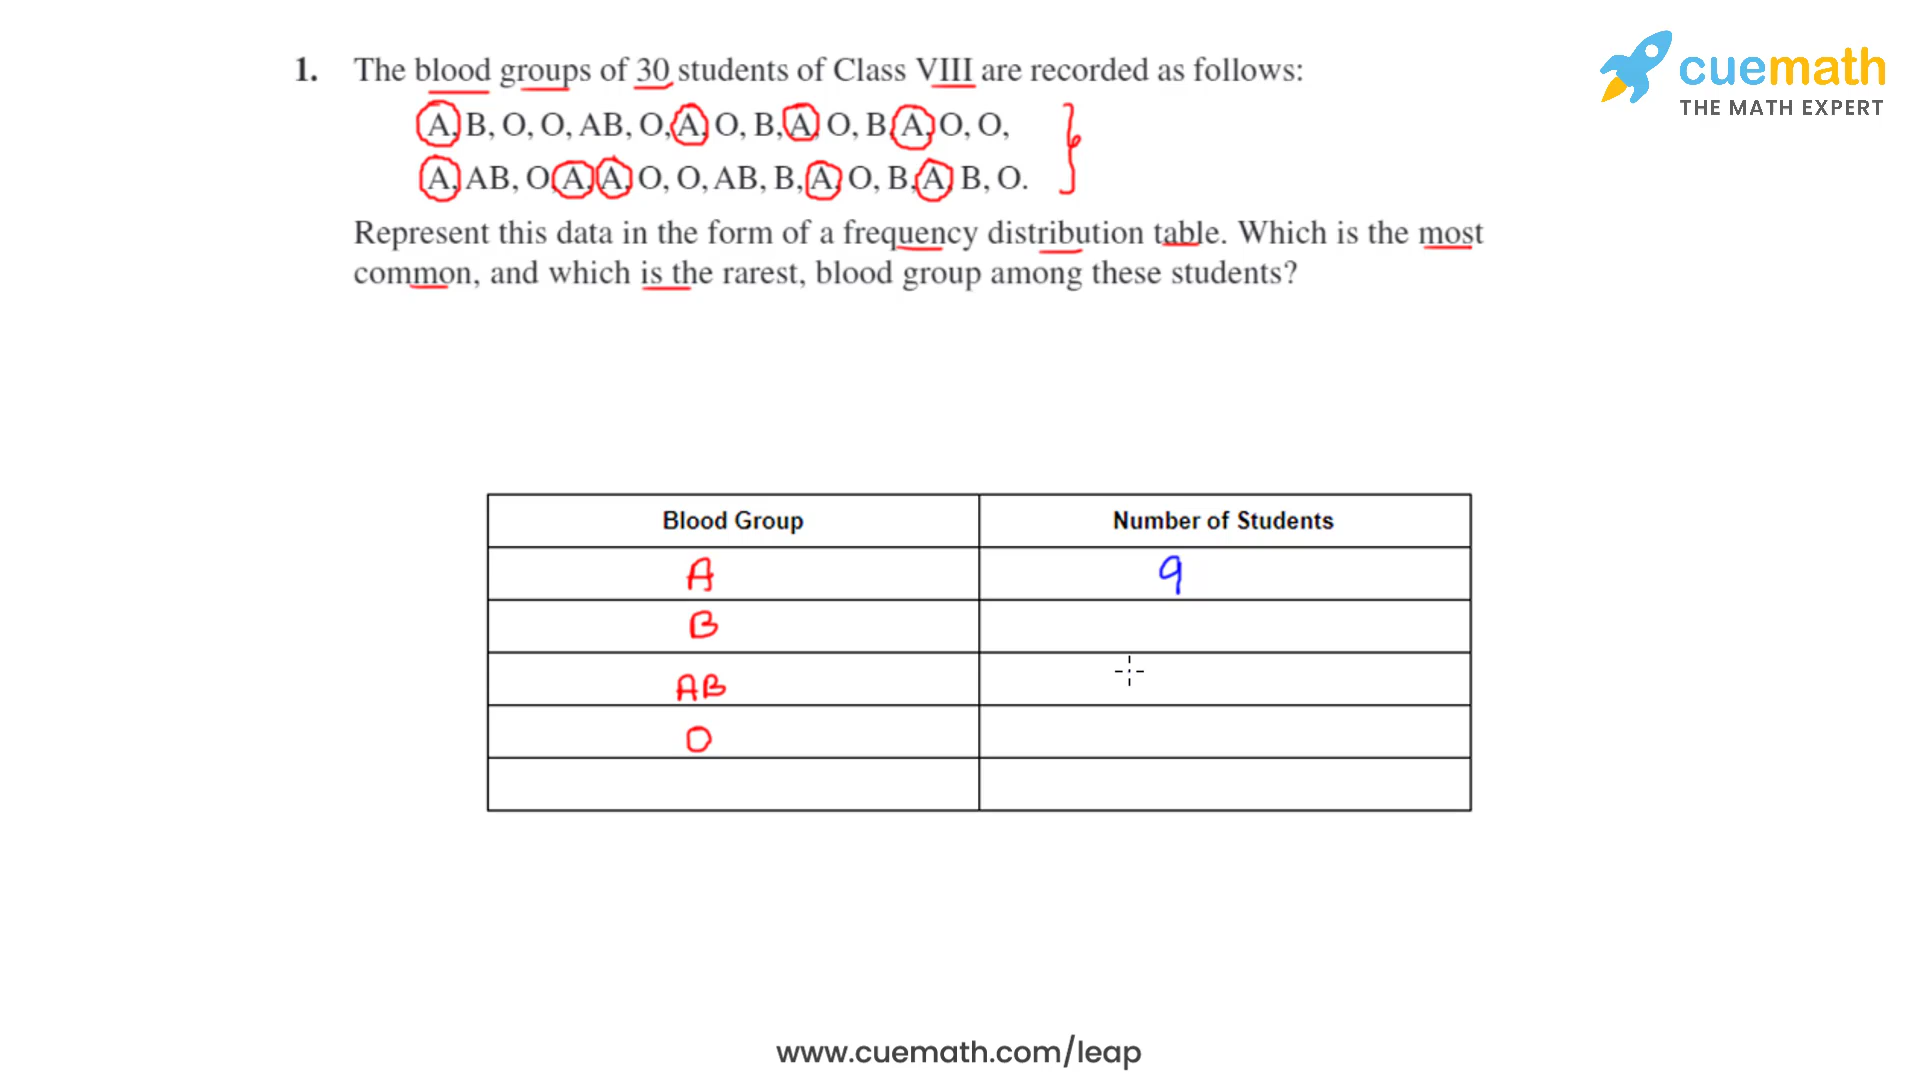 cuemath
THE MATH EXPERT
1. The blood groups of 30 students of Class VIII are recorded as follows:
A, B, O, O, AB, O, A, O, B, A, O, B, A, O, O,
A, AB, O, A, A, O, O, AB, B, A, O, B, A, B, O.
Represent this data in the form of a frequency distribution table. Which is the most
common, and which is the rarest, blood group among these students?
Blood Group Number of Students
A 9
B
AB
O
www.cuemath.com/leap